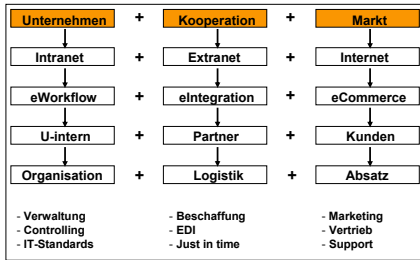 Unternehmen + Kooperation + Markt
Intranet + Extranet + Internet
eWorkflow + eIntegration + eCommerce
U-intern + Partner + Kunden
Organisation + Logistik + Absatz
- Verwaltung - Beschaffung - Marketing
- Controlling - EDI - Vertrieb
- IT-Standards - Just in time - Support